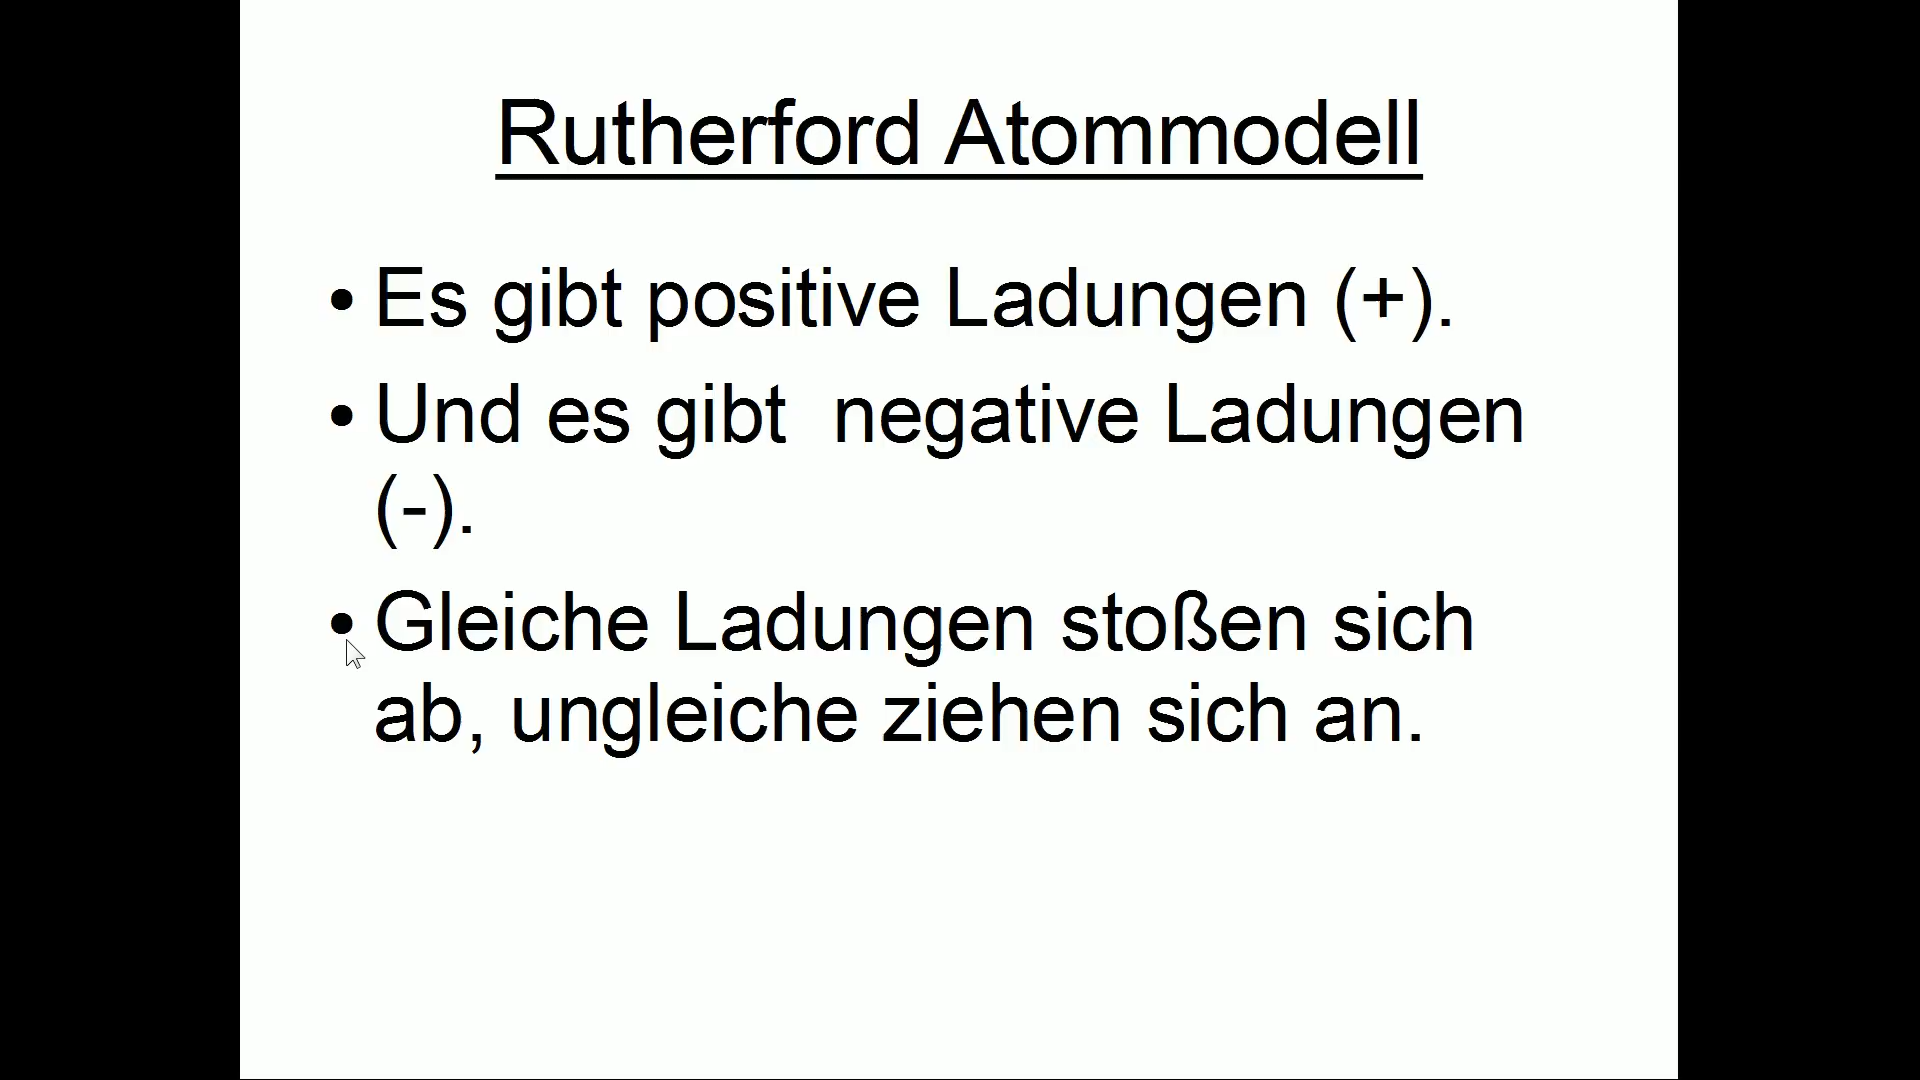 Rutherford Atommodell
• Es gibt positive Ladungen (+).
• Und es gibt  negative Ladungen
(-).
• Gleiche Ladungen stoßen sich
ab, ungleiche ziehen sich an.